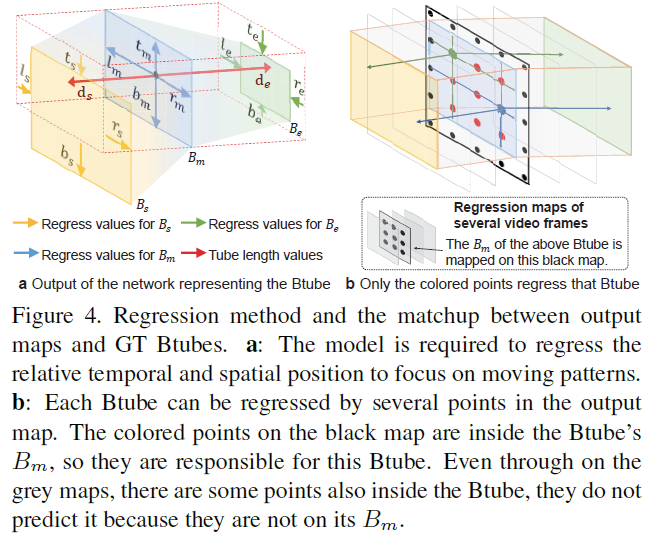 t_s
l_s
d_s
b_s
r_s
B_s
t_m
l_m
b_m
r_m
B_m
t_e
l_e
d_e
r_e
b_e
B_e
Regress values for B_s
Regress values for B_e
Regress values for B_m
Tube length values
a Output of the network representing the Btube
Regression maps of
several video frames
The B_m of the above Btube is
mapped on this black map.
b Only the colored points regress that Btube
Figure 4. Regression method and the matchup between output
maps and GT Btubes. a: The model is required to regress the
relative temporal and spatial position to focus on moving patterns.
b: Each Btube can be regressed by several points in the output
map. The colored points on the black map are inside the Btube's
B_m, so they are responsible for this Btube. Even through on the
grey maps, there are some points also inside the Btube, they do not
predict it because they are not on its B_m.